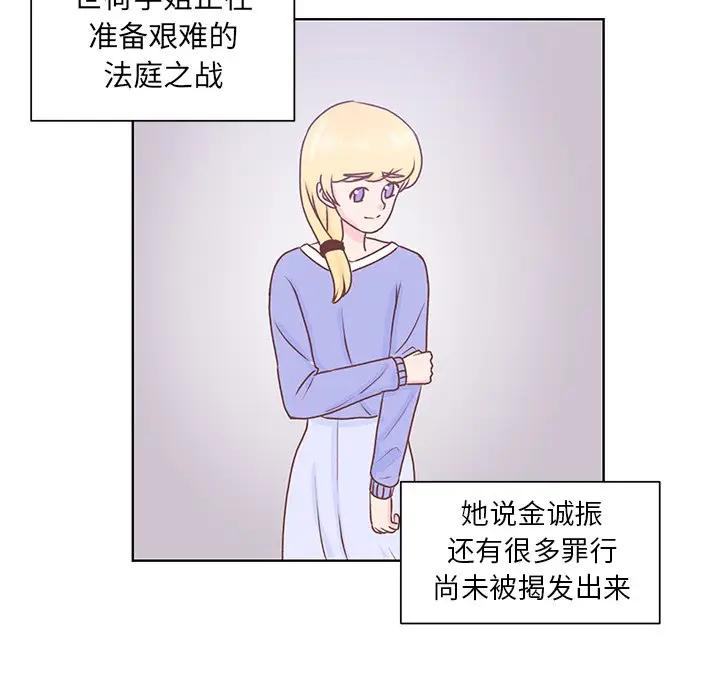 准备艰难的
法庭之战
她说金诚振
还有很多罪行
尚未被揭发出来